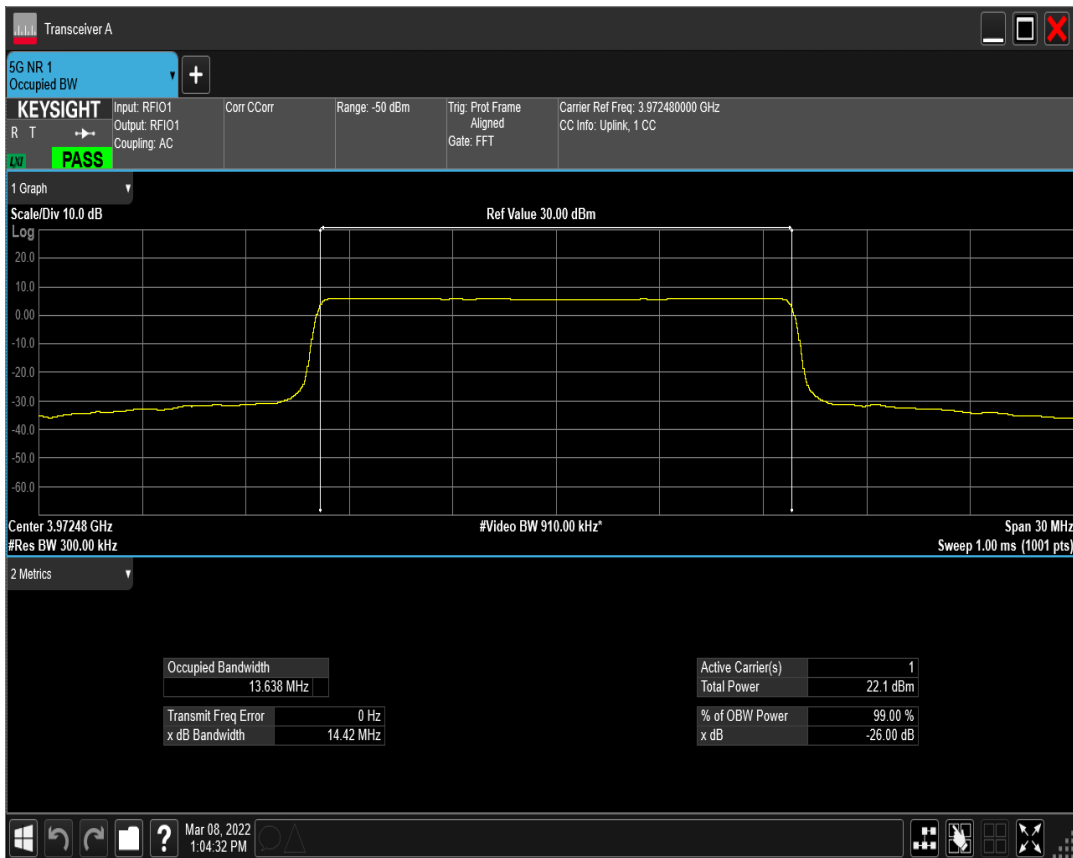 Transceiver A
5G NR 1
Occupied BW
+
KEYSIGHT
R T
LXI PASS
Input: RFIO1
Output: RFIO1
Coupling: AC
Corr CCorr
Range: -50 dBm
Trig: Prot Frame
Aligned
Gate: FFT
Carrier Ref Freq: 3.972480000 GHz
CC Info: Uplink, 1 CC
1 Graph
Scale/Div 10.0 dB
Ref Value 30.00 dBm
Log
20.0
10.0
0.00
-10.0
-20.0
-30.0
-40.0
-50.0
-60.0
Center 3.97248 GHz
#Video BW 910.00 kHz*
Span 30 MHz
#Res BW 300.00 kHz
Sweep 1.00 ms (1001 pts)
2 Metrics
Occupied Bandwidth
13.638 MHz
Transmit Freq Error 0 Hz
x dB Bandwidth 14.42 MHz
Active Carrier(s) 1
Total Power 22.1 dBm
% of OBW Power 99.00 %
x dB -26.00 dB
?
Mar 08, 2022
1:04:32 PM